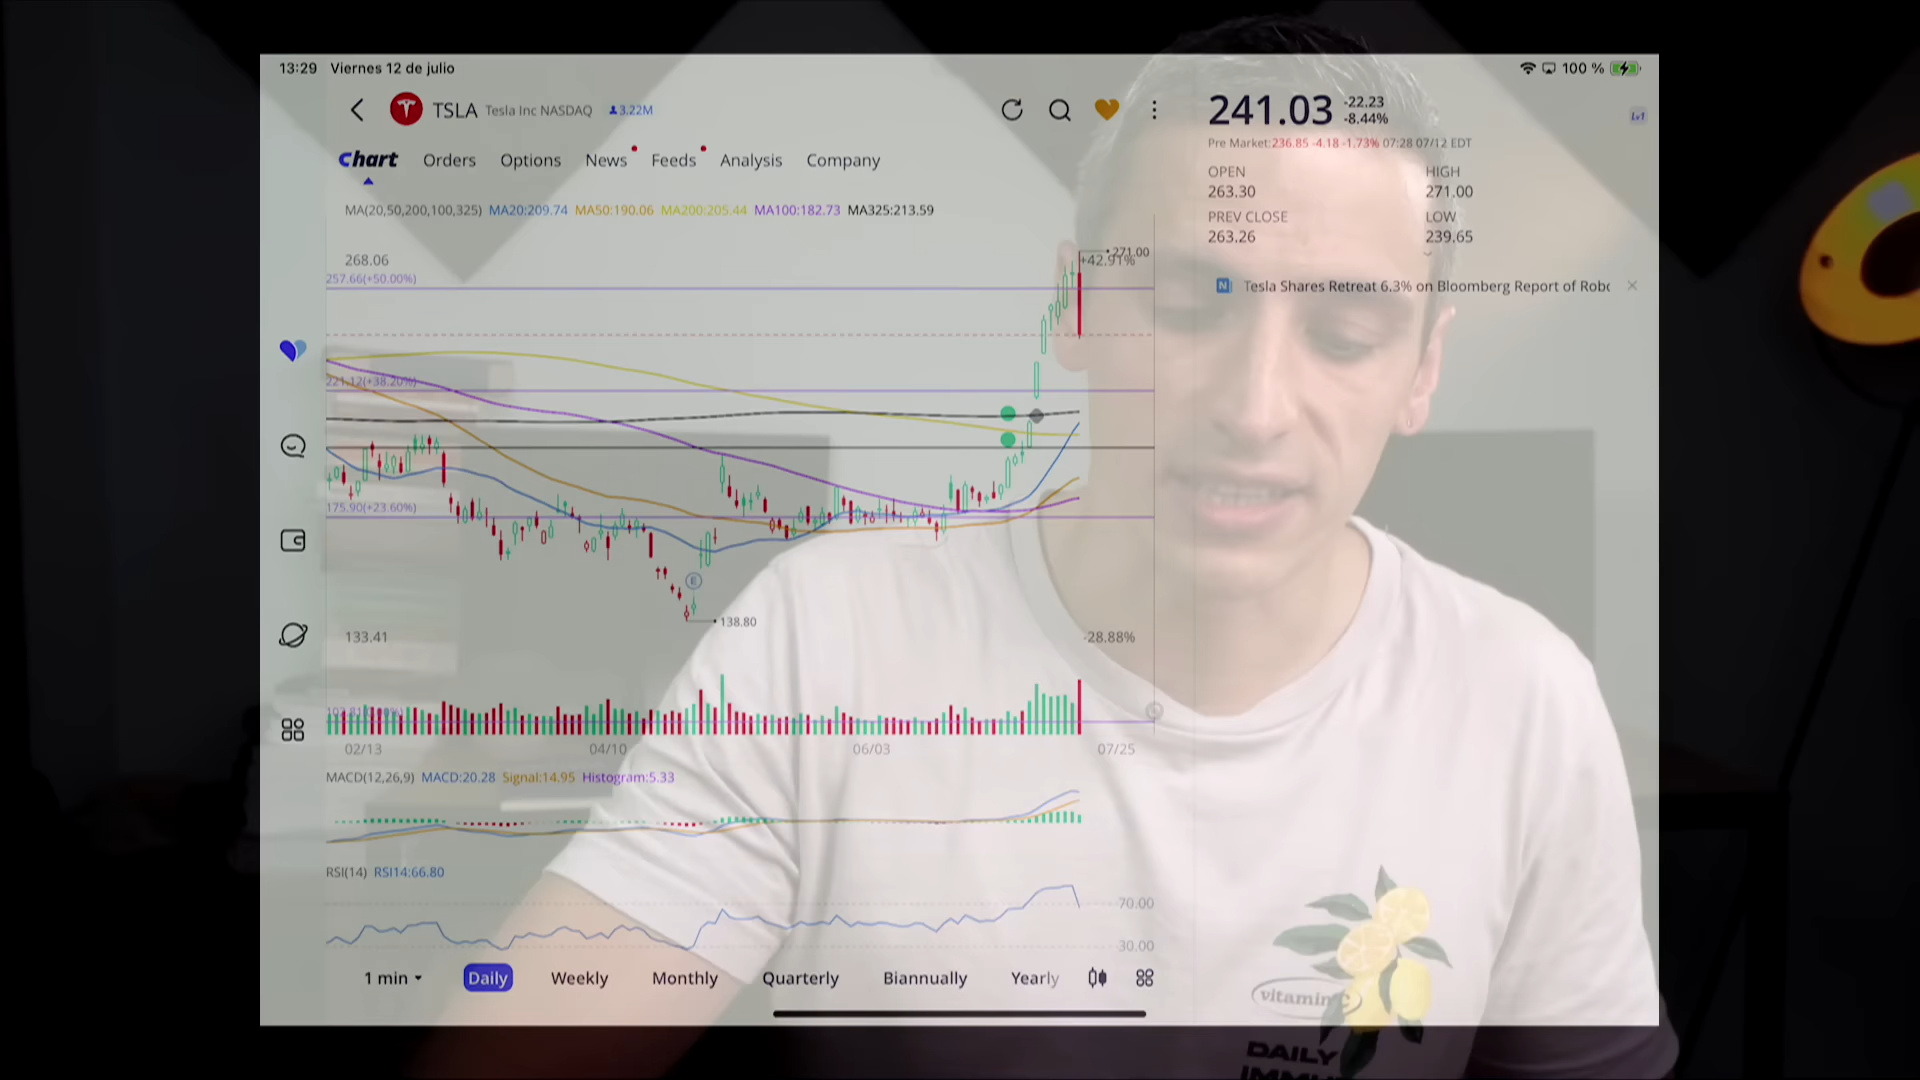 13:29 Viernes 12 de julio
100 %
TSLA Tesla Inc NASDAQ 3.22M
241.03 -22.23
-8.44%
Lv1
Pre Market:236.85 -4.18 -1.73% 07:28 07/12 EDT
Chart Orders Options News Feeds Analysis Company
OPEN HIGH
263.30 271.00
PREV CLOSE LOW
263.26 239.65
MA(20,50,200,100,325) MA20:209.74 MA50:190.06 MA200:205.44 MA100:182.73 MA325:213.59
271.00
268.06 +42.91%
257.66(+50.00%)
N Tesla Shares Retreat 6.3% on Bloomberg Report of Robo
221.12(+38.20%)
175.90(+23.60%)
E
138.80
133.41 -28.88%
02/13 04/10 06/03 07/25
MACD(12,26,9) MACD:20.28 Signal:14.95 Histogram:5.33
RSI(14) RSI14:66.80
70.00
30.00
1 min Daily Weekly Monthly Quarterly Biannually Yearly
vitamin c
DAILY